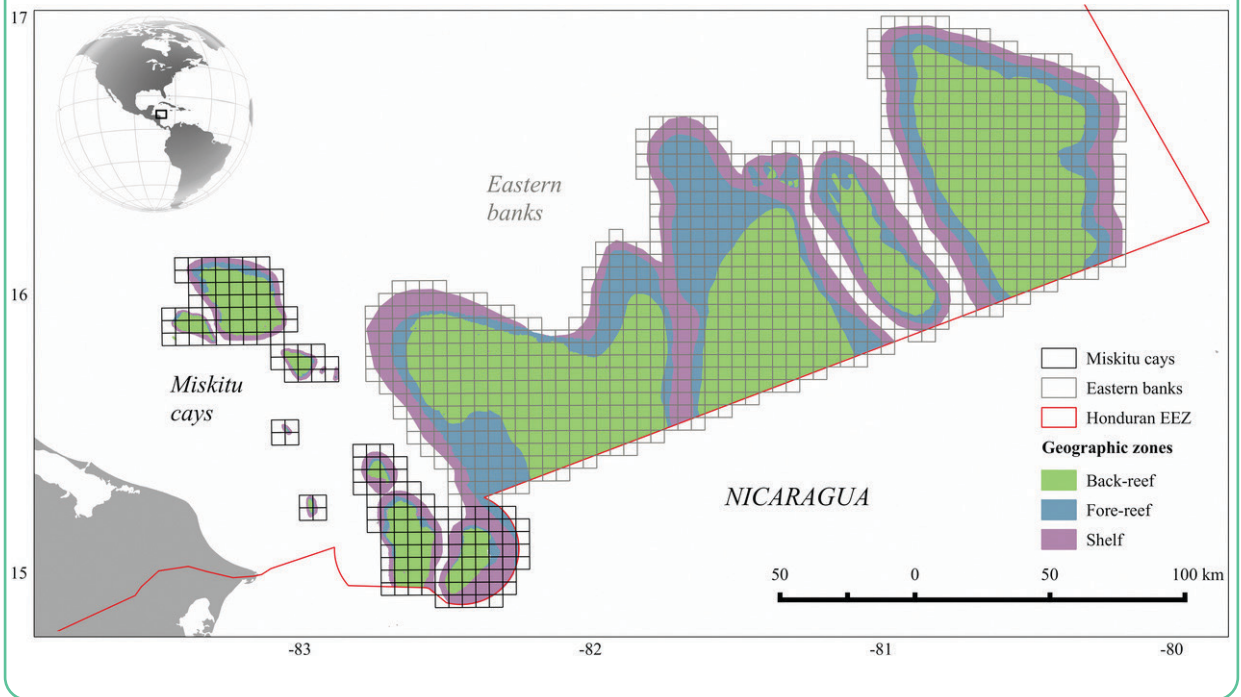 17
16
15
-83
-82
-81
-80
Eastern
banks
Miskitu
cays
NICARAGUA
Miskitu cays
Eastern banks
Honduran EEZ
Geographic zones
Back-reef
Fore-reef
Shelf
50 0 50 100 km